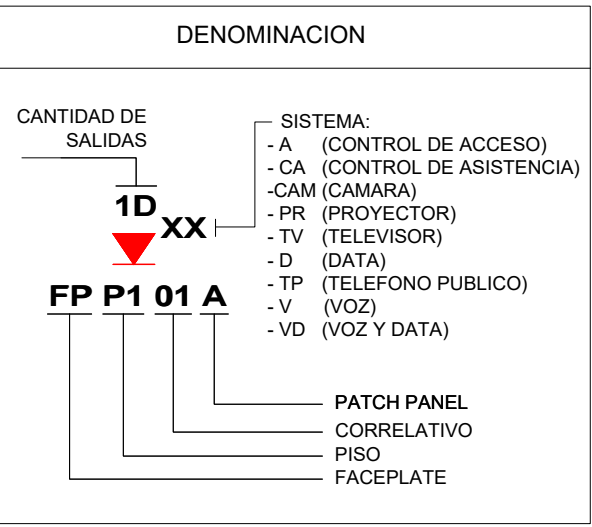 DENOMINACION
CANTIDAD DE
SALIDAS
SISTEMA:
- A (CONTROL DE ACCESO)
- CA (CONTROL DE ASISTENCIA)
-CAM (CAMARA)
- PR (PROYECTOR)
- TV (TELEVISOR)
- D (DATA)
- TP (TELEFONO PUBLICO)
- V (VOZ)
- VD (VOZ Y DATA)
1D
XX
FP P1 01 A
PATCH PANEL
CORRELATIVO
PISO
FACEPLATE